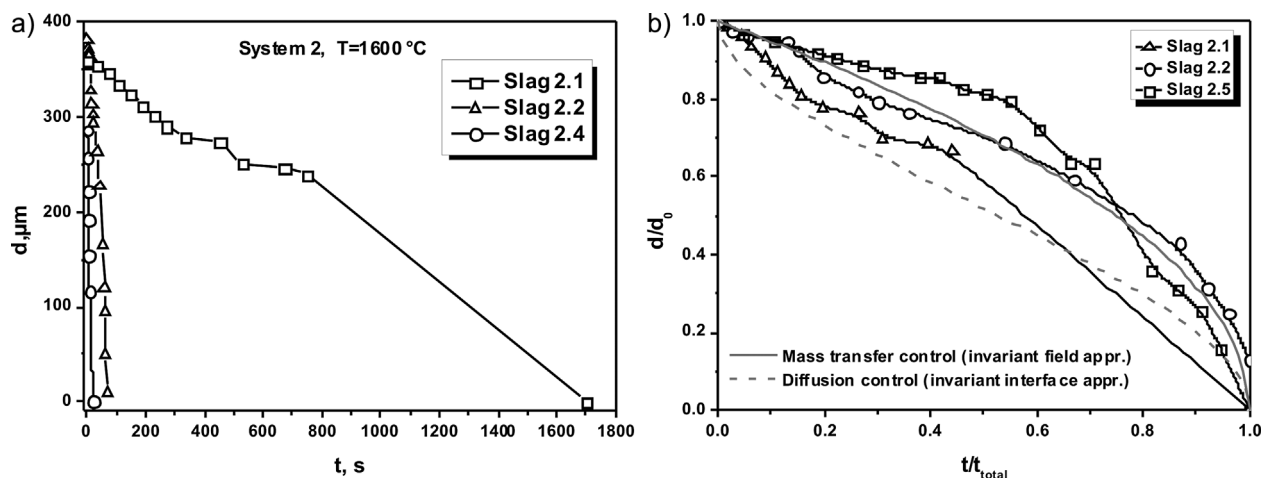 a)
400
300
200
100
0
d,µm
System 2, T=1600 °C
Slag 2.1
Slag 2.2
Slag 2.4
0 200 400 600 800 1000 1200 1400 1600 1800
t, s
b)
1.0
0.8
0.6
0.4
0.2
0.0
d/d0
Slag 2.1
Slag 2.2
Slag 2.5
Mass transfer control (invariant field appr.)
Diffusion control (invariant interface appr.)
0.0 0.2 0.4 0.6 0.8 1.0
t/ttotal